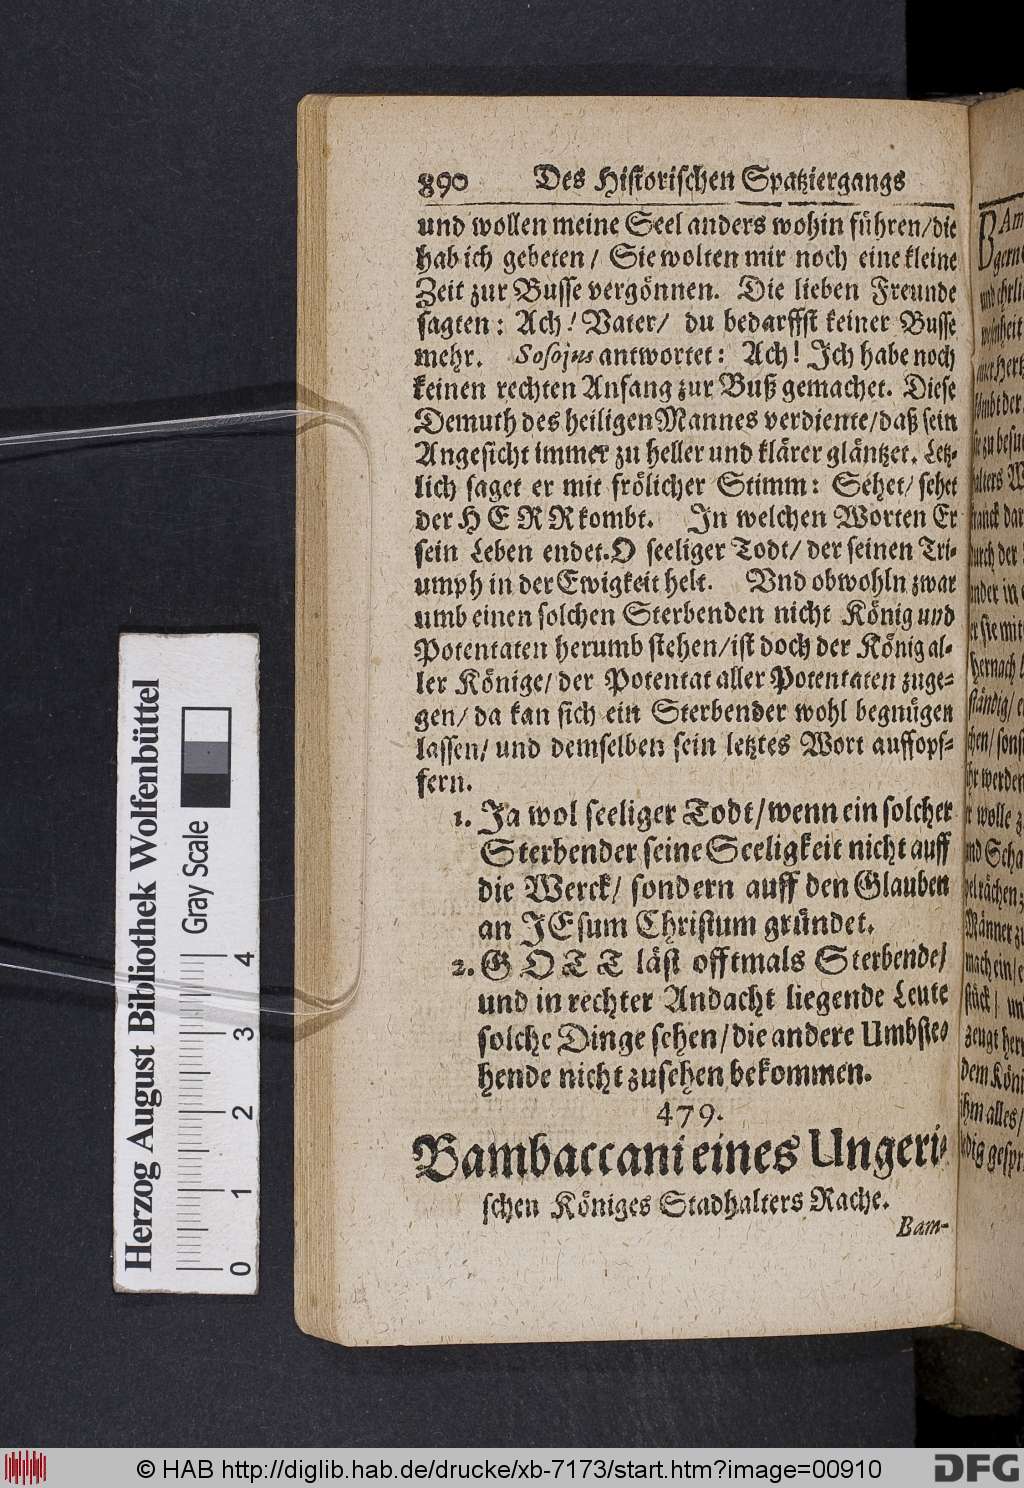 890 Des Historischen Spatziergangs
und wollen meine Seel anders wohin führen/die
hab ich gebeten/ Sie wolten mir noch eine kleine
Zeit zur Busse vergönnen. Die lieben Freunde
sagten: Ach! Vater/ du bedarffst keiner Busse
mehr. Sosojus antwortet: Ach! Ich habe noch
keinen rechten Anfang zur Buß gemachet. Diese
Demuth des heiligen Mannes verdiente/daß sein
Angesicht immer zu heller und klärer gläntzet. Letz-
lich saget er mit frölicher Stimm: Sehet/ sehet
der HERR kombt. In welchen Worten Er
sein Leben endet. O seeliger Todt/ der seinen Tri-
umph in der Ewigkeit helt. Vnd obwohln zwar
umb einen solchen Sterbenden nicht König und
Potentaten herumb stehen/ist doch der König al-
ler Könige/ der Potentat aller Potentaten zuge-
gen/ da kan sich ein Sterbender wohl begnügen
lassen/ und demselben sein letztes Wort auffopf-
fern.
1. Ja wol seeliger Todt/wenn ein solcher
Sterbender seine Seeligkeit nicht auff
die Werck/ sondern auff den Glauben
an JEsum Christum gründet.
2. GOTT läst offtmals Sterbende/
und in rechter Andacht liegende Leute
solche Dinge sehen/die andere Umbste-
hende nicht zusehen bekommen.
479.
Bambaccani eines Ungeri-
schen Königes Stadhalters Rache.
Bam-
Herzog August Bibliothek Wolfenbüttel
Gray Scale
0 1 2 3 4
© HAB http://diglib.hab.de/drucke/xb-7173/start.htm?image=00910
DFG